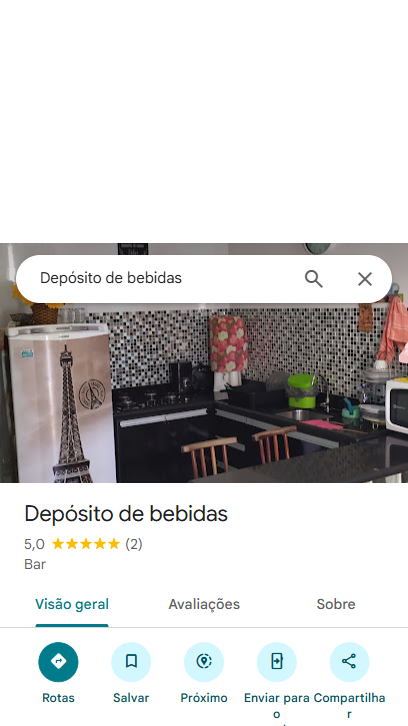 Depósito de bebidas
Depósito de bebidas
5,0 ★★★★★ (2)
Bar
Visão geral
Avaliações
Sobre
Rotas
Salvar
Próximo
Enviar para
o
Compartilha
r